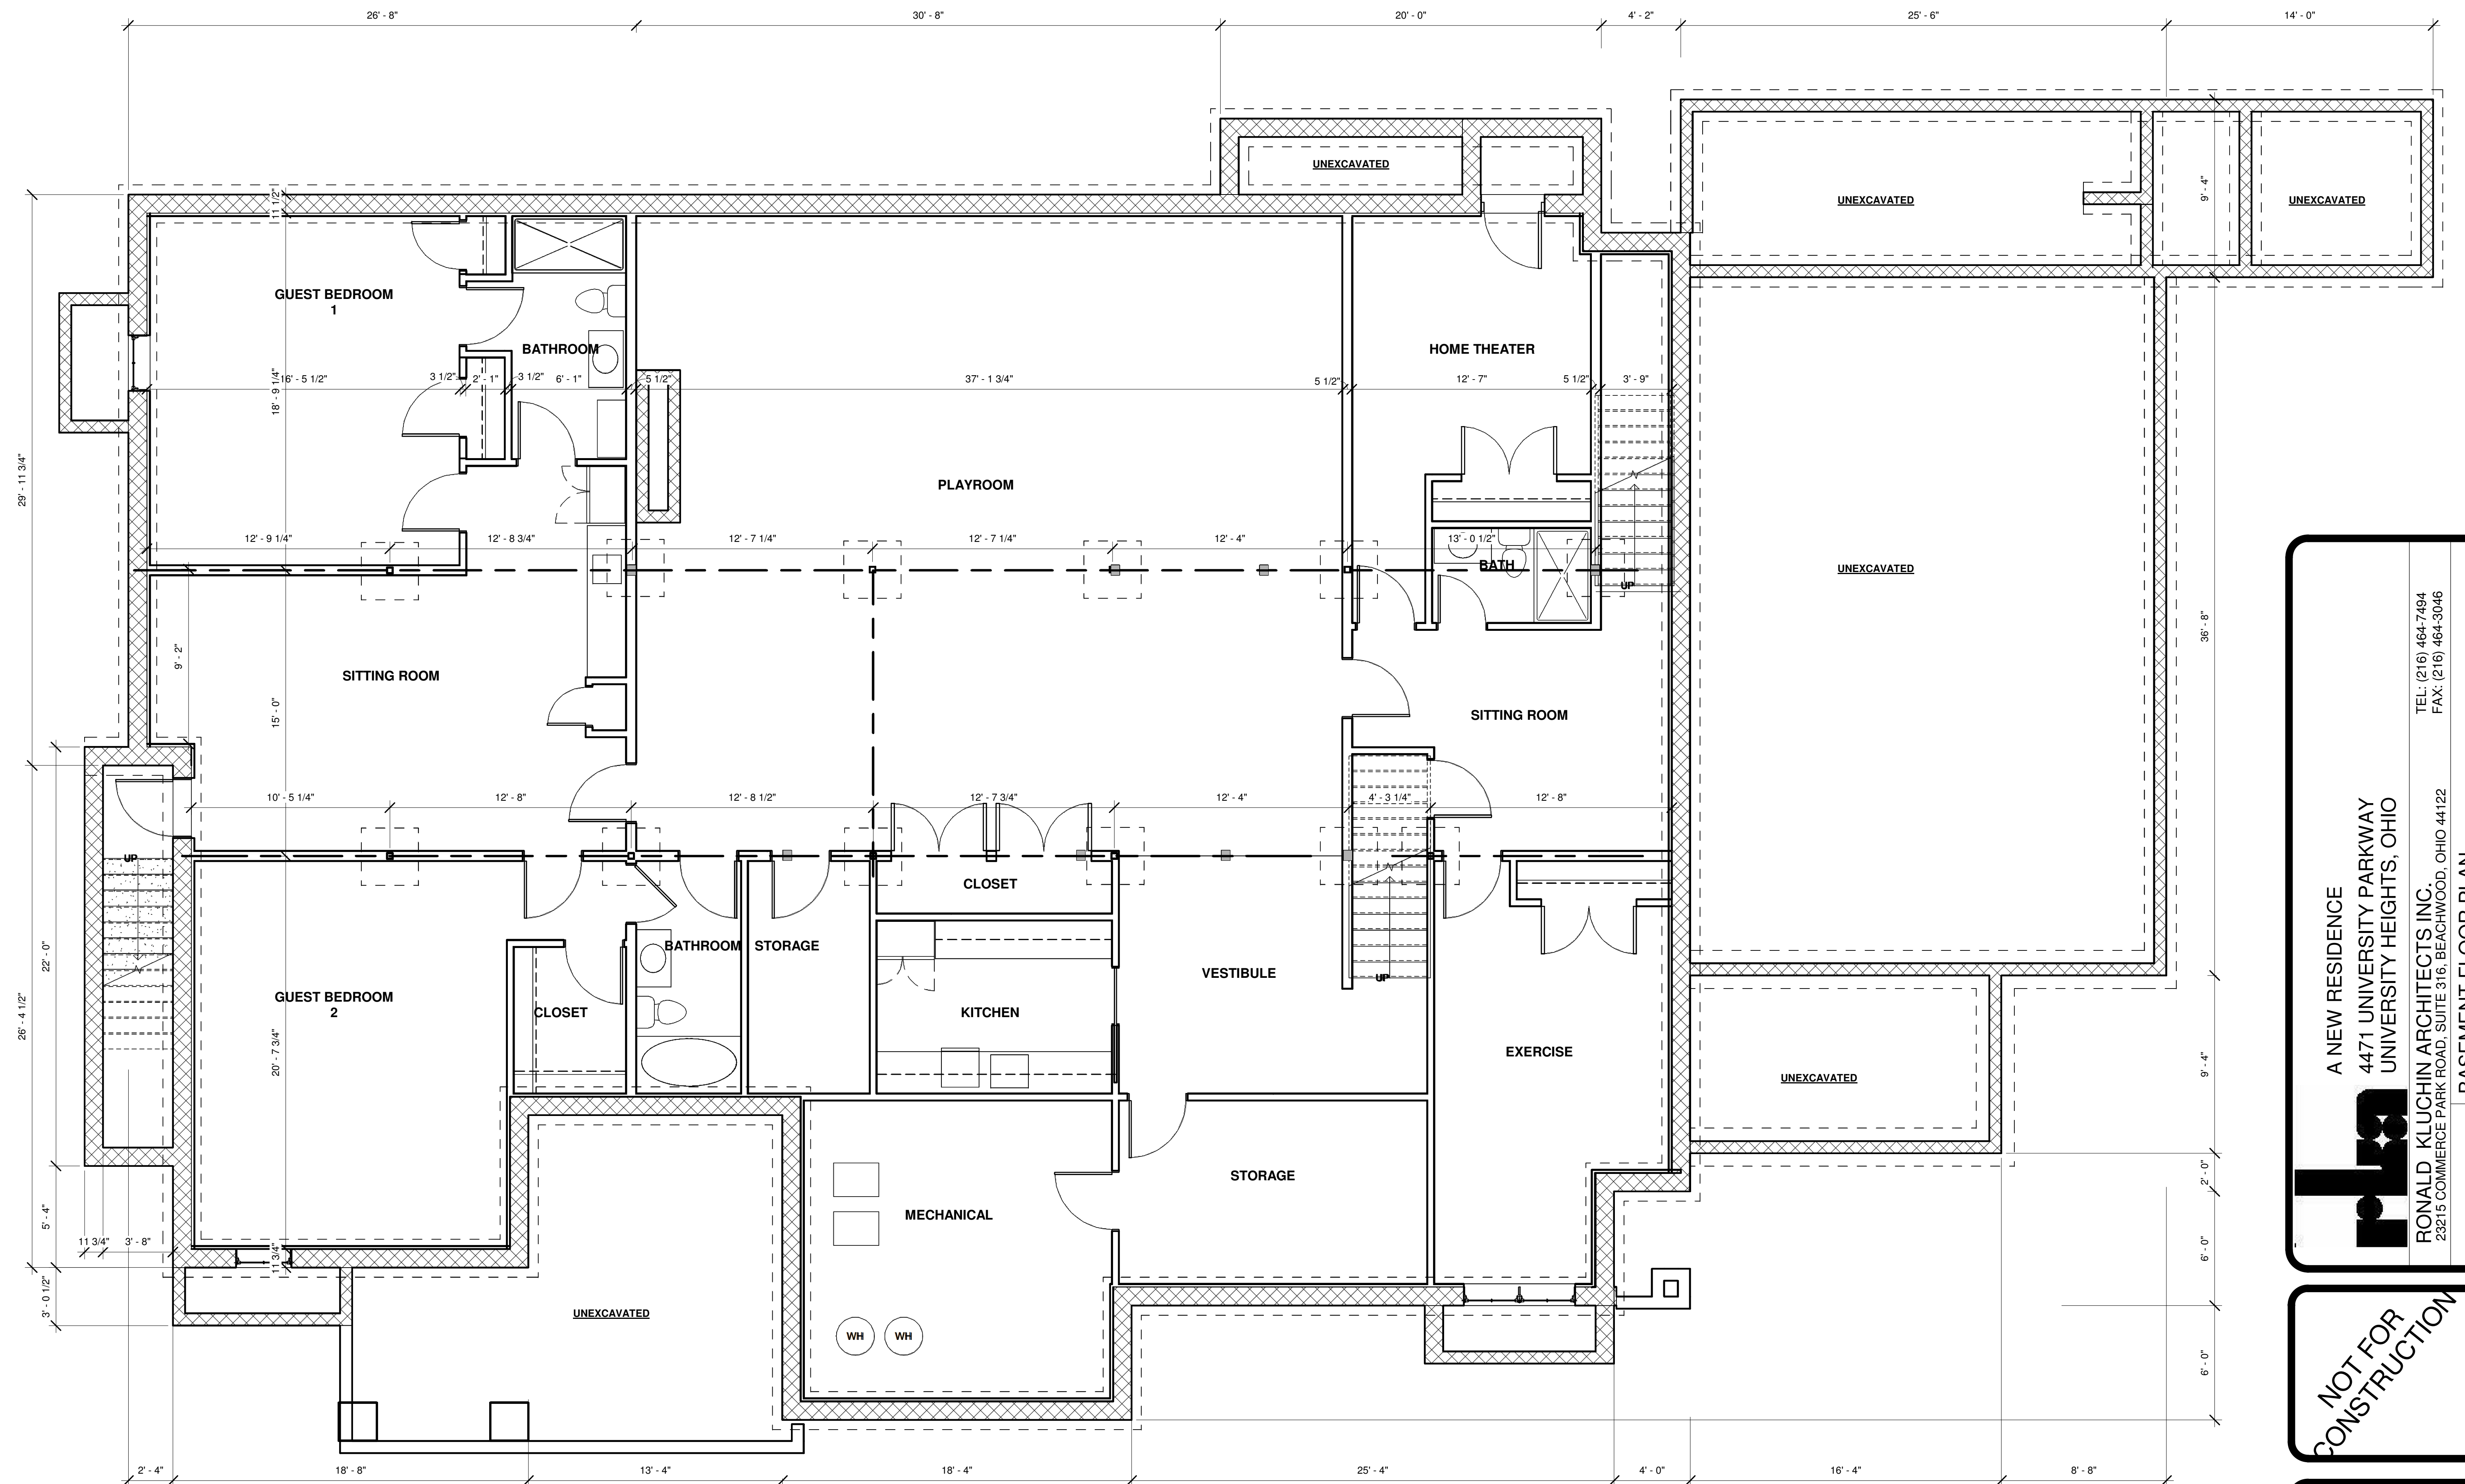 26' - 8"
30' - 8"
20' - 0"
4' - 2"
25' - 6"
14' - 0"
UNEXCAVATED
UNEXCAVATED
UNEXCAVATED
9' - 4"
11 1/2"
GUEST BEDROOM
1
BATHROOM
HOME THEATER
16' - 5 1/2"
18' - 9 1/4"
3 1/2"
2' - 1"
3 1/2"
6' - 1"
5 1/2"
37' - 1 3/4"
5 1/2"
12' - 7"
5 1/2"
3' - 9"
29' - 11 3/4"
PLAYROOM
12' - 9 1/4"
12' - 8 3/4"
12' - 7 1/4"
12' - 7 1/4"
12' - 4"
13' - 0 1/2"
BATH
UP
UNEXCAVATED
36' - 8"
9' - 2"
SITTING ROOM
15' - 0"
SITTING ROOM
10' - 5 1/4"
12' - 8"
12' - 8 1/2"
12' - 7 3/4"
12' - 4"
4' - 3 1/4"
12' - 8"
UP
CLOSET
22' - 0"
26' - 4 1/2"
BATHROOM
STORAGE
VESTIBULE
UP
GUEST BEDROOM
2
CLOSET
KITCHEN
20' - 7 3/4"
EXERCISE
UNEXCAVATED
9' - 4"
2' - 0"
STORAGE
MECHANICAL
5' - 4"
11 3/4"
3' - 8"
11 3/4"
6' - 0"
3' - 0 1/2"
UNEXCAVATED
WH
WH
6' - 0"
2' - 4"
18' - 8"
13' - 4"
18' - 4"
25' - 4"
4' - 0"
16' - 4"
8' - 8"
A NEW RESIDENCE
4471 UNIVERSITY PARKWAY
UNIVERSITY HEIGHTS, OHIO
rka
RONALD KLUCHIN ARCHITECTS INC.
23215 COMMERCE PARK ROAD, SUITE 316, BEACHWOOD, OHIO 44122
TEL: (216) 464-7494
FAX: (216) 464-3046
BASEMENT FLOOR PLAN
NOT FOR
CONSTRUCTION